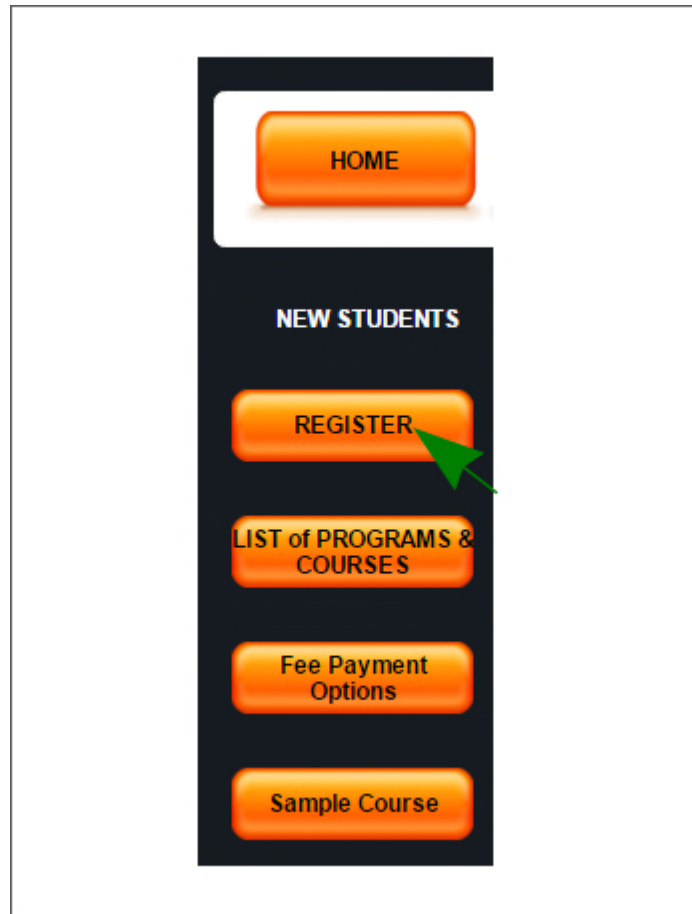 HOME
NEW STUDENTS
REGISTER
LIST of PROGRAMS &
COURSES
Fee Payment
Options
Sample Course